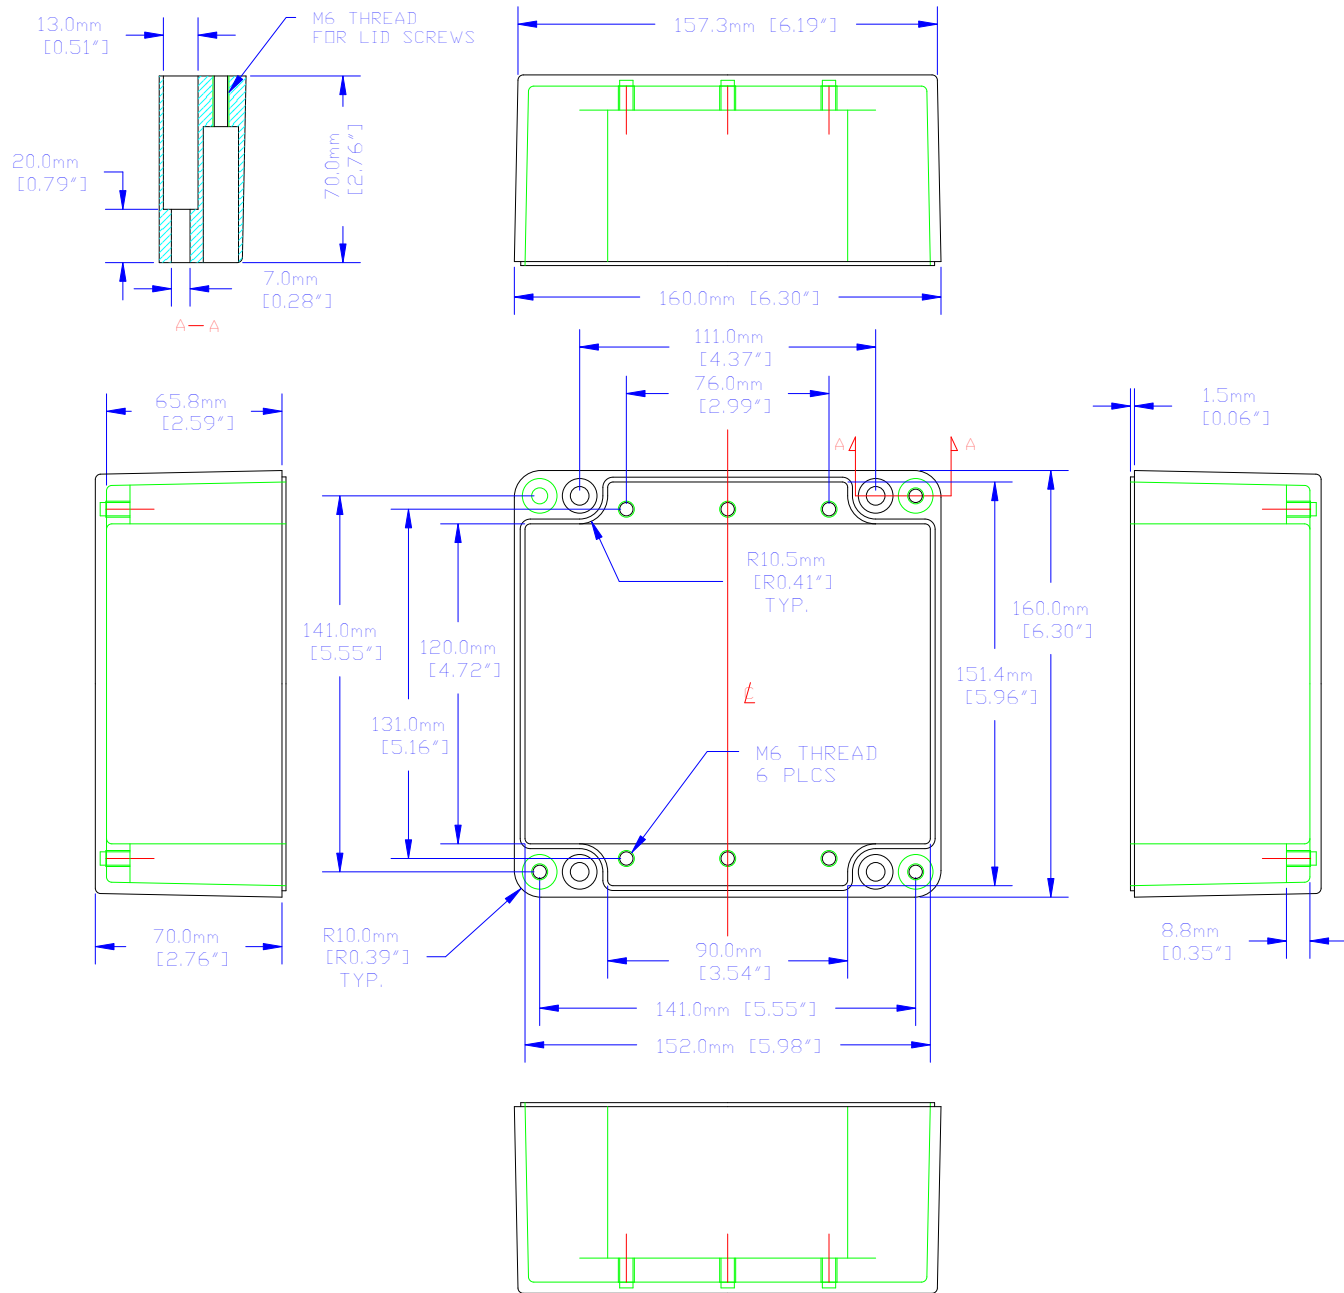 13.0mm
[0.51″]
M6 THREAD
FOR LID SCREWS
157.3mm [6.19″]
20.0mm
[0.79″]
70.0mm
[2.76″]
7.0mm
[0.28″]
A-A
160.0mm [6.30″]
111.0mm
[4.37″]
76.0mm
[2.99″]
65.8mm
[2.59″]
1.5mm
[0.06″]
A
A
R10.5mm
[R0.41″]
TYP.
160.0mm
[6.30″]
141.0mm
[5.55″]
120.0mm
[4.72″]
151.4mm
[5.96″]
131.0mm
[5.16″]
M6 THREAD
6 PLCS
70.0mm
[2.76″]
R10.0mm
[R0.39″]
TYP.
90.0mm
[3.54″]
8.8mm
[0.35″]
141.0mm [5.55″]
152.0mm [5.98″]